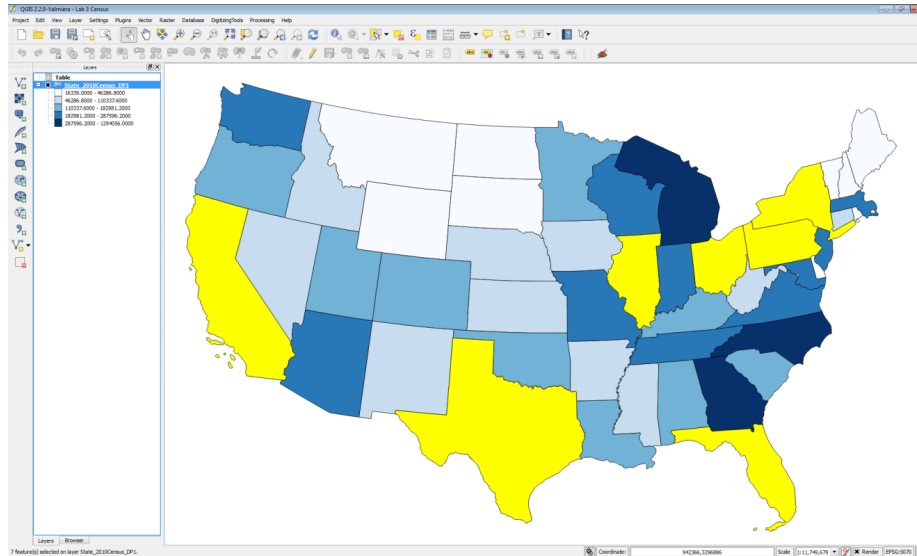 QGIS 2.2.0-Valmiera - Lab 3 Census
Project Edit View Layer Settings Plugins Vector Raster Database DigitizingTools Processing Help
Layers
Table
State_2010Census_DP1
16339.0000 - 46286.8000
46286.8000 - 110337.6000
110337.6000 - 182981.2000
182981.2000 - 287596.2000
287596.2000 - 1294056.0000
Layers Browser
7 feature(s) selected on layer State_2010Census_DP1.
Coordinate: 942366,3296886 Scale 1:11,749,679 Render EPSG:5070